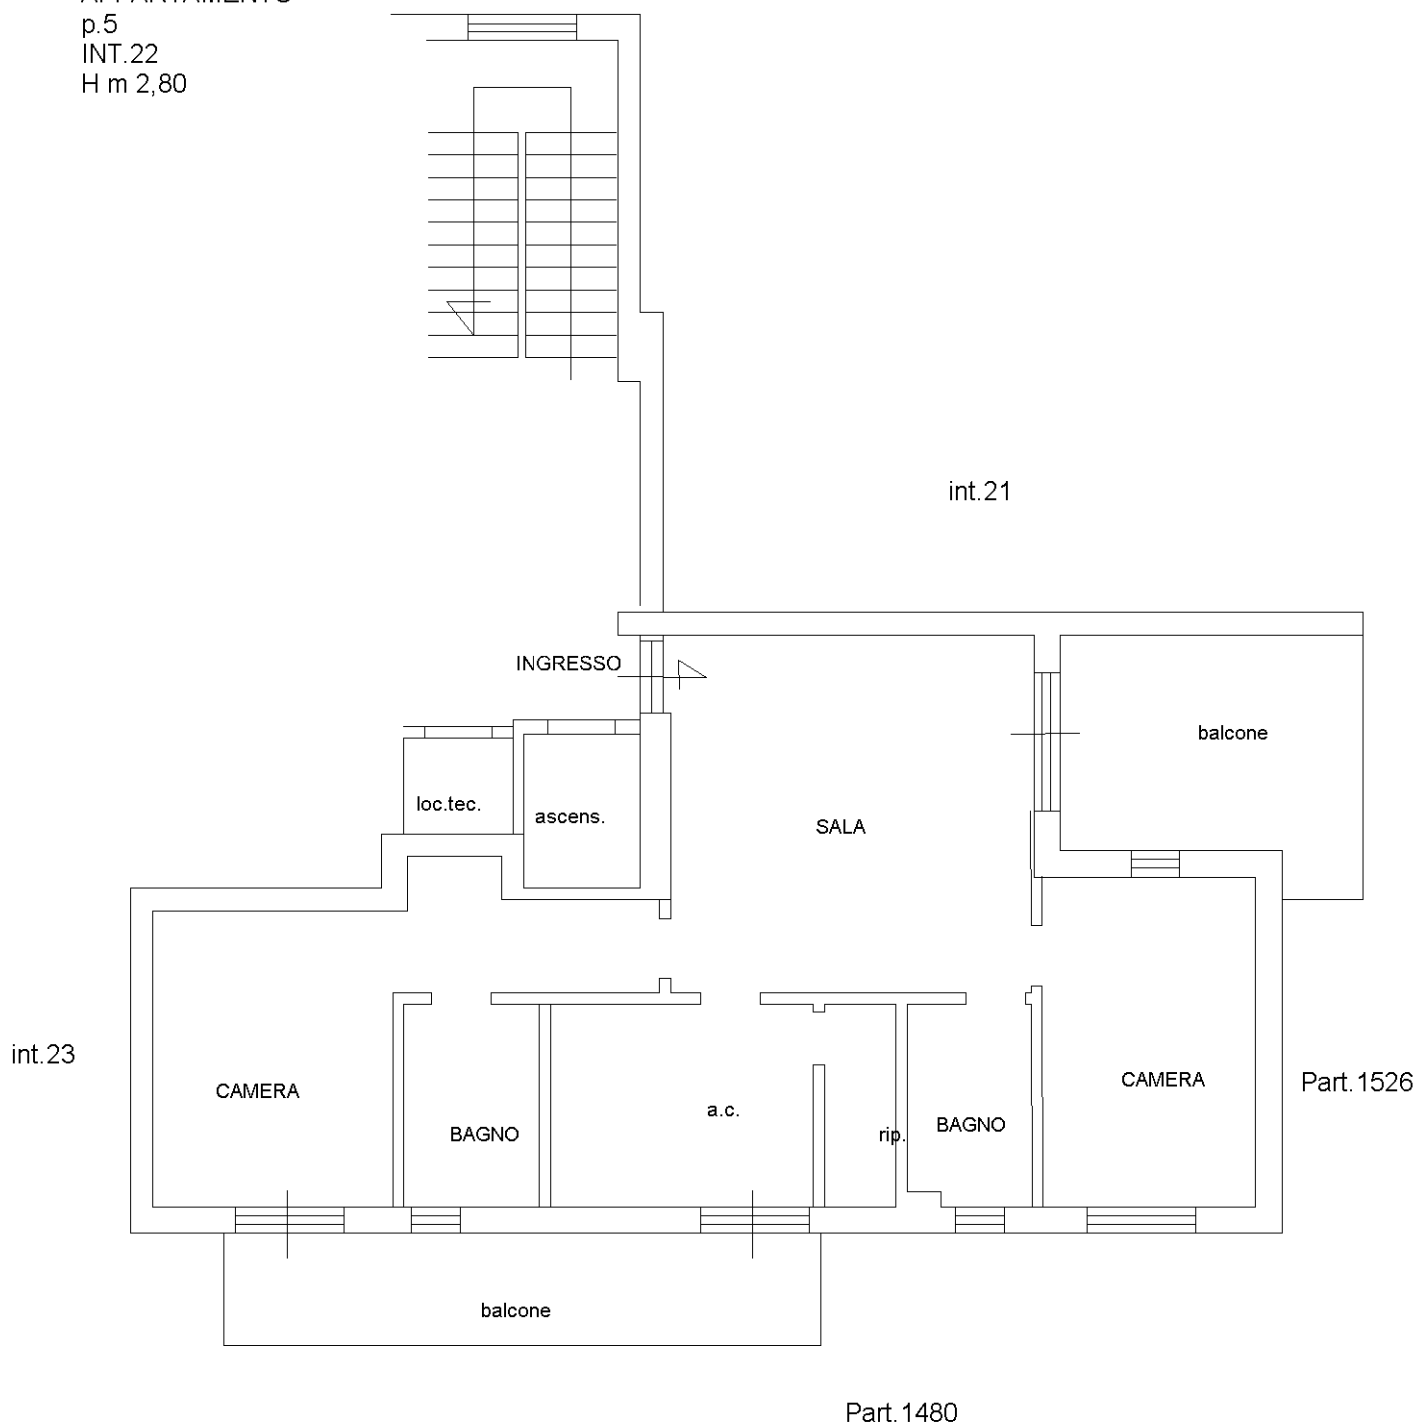 p.5
INT.22
H m 2,80
int.21
INGRESSO
balcone
loc.tec.
ascens.
SALA
int.23
CAMERA
BAGNO
a.c.
rip.
BAGNO
CAMERA
Part.1526
balcone
Part.1480